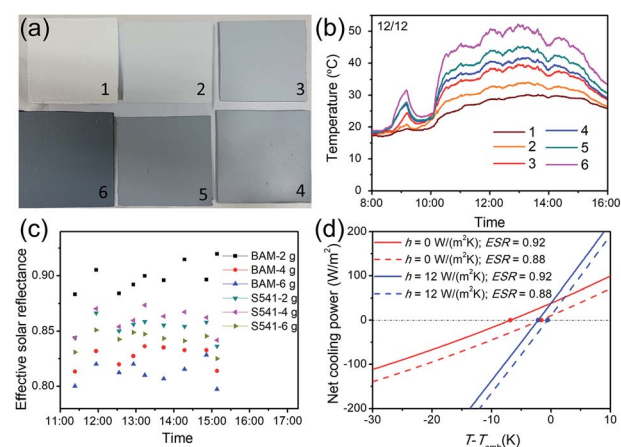 (a)
1
2
3
6
5
4
(b)
12/12
Temperature (°C)
60
50
40
30
20
10
0
1
2
3
4
5
6
8:00
10:00
12:00
14:00
16:00
Time
(c)
Effective solar reflectance
0.90
0.85
0.80
BAM-2 g
BAM-4 g
BAM-6 g
S541-2 g
S541-4 g
S541-6 g
11:00
12:00
13:00
14:00
15:00
16:00
17:00
Time
(d)
Net cooling power (W/m²)
200
100
0
-100
-200
h = 0 W/(m²K); ESR = 0.92
h = 0 W/(m²K); ESR = 0.88
h = 12 W/(m²K); ESR = 0.92
h = 12 W/(m²K); ESR = 0.88
-30
-20
-10
0
10
T-Tamb(K)